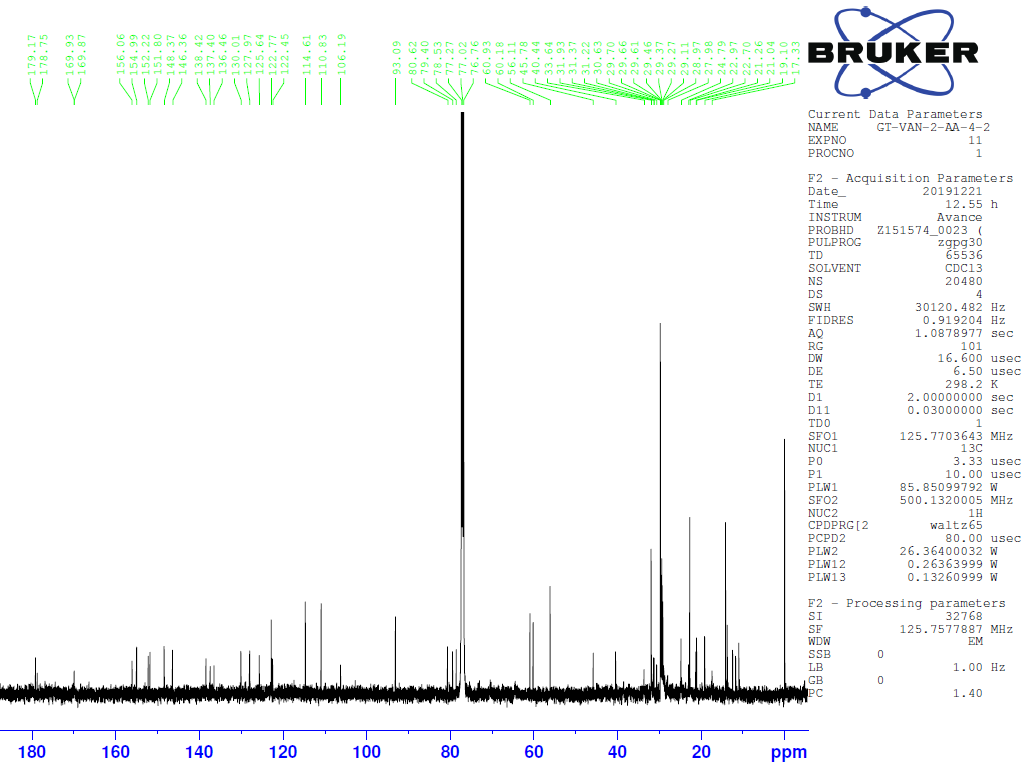 179.17
178.75
169.93
169.87
156.06
154.99
152.22
151.80
148.37
146.36
138.42
137.40
136.46
130.01
127.97
125.64
122.77
122.45
114.61
110.83
106.19
93.09
80.62
79.40
78.53
77.27
77.02
76.76
60.93
60.18
56.11
45.78
40.44
33.64
31.93
31.37
31.22
30.63
29.70
29.66
29.61
29.46
29.37
29.27
29.11
28.97
27.98
24.79
22.97
22.70
21.26
21.04
19.10
17.33
BRUKER
Current Data Parameters
NAME GT-VAN-2-AA-4-2
EXPNO 11
PROCNO 1
F2 - Acquisition Parameters
Date_ 20191221
Time 12.55 h
INSTRUM Avance
PROBHD Z151574_0023 (
PULPROG zgpg30
TD 65536
SOLVENT CDCl3
NS 20480
DS 4
SWH 30120.482 Hz
FIDRES 0.919204 Hz
AQ 1.0878977 sec
RG 101
DW 16.600 usec
DE 6.50 usec
TE 298.2 K
D1 2.00000000 sec
D11 0.03000000 sec
TD0 1
SFO1 125.7703643 MHz
NUC1 13C
P0 3.33 usec
P1 10.00 usec
PLW1 85.85099792 W
SFO2 500.1320005 MHz
NUC2 1H
CPDPRG[2 waltz65
PCPD2 80.00 usec
PLW2 26.36400032 W
PLW12 0.26363999 W
PLW13 0.13260999 W
F2 - Processing parameters
SI 32768
SF 125.7577887 MHz
WDW EM
SSB 0
LB 1.00 Hz
GB 0
PC 1.40
180 160 140 120 100 80 60 40 20 ppm